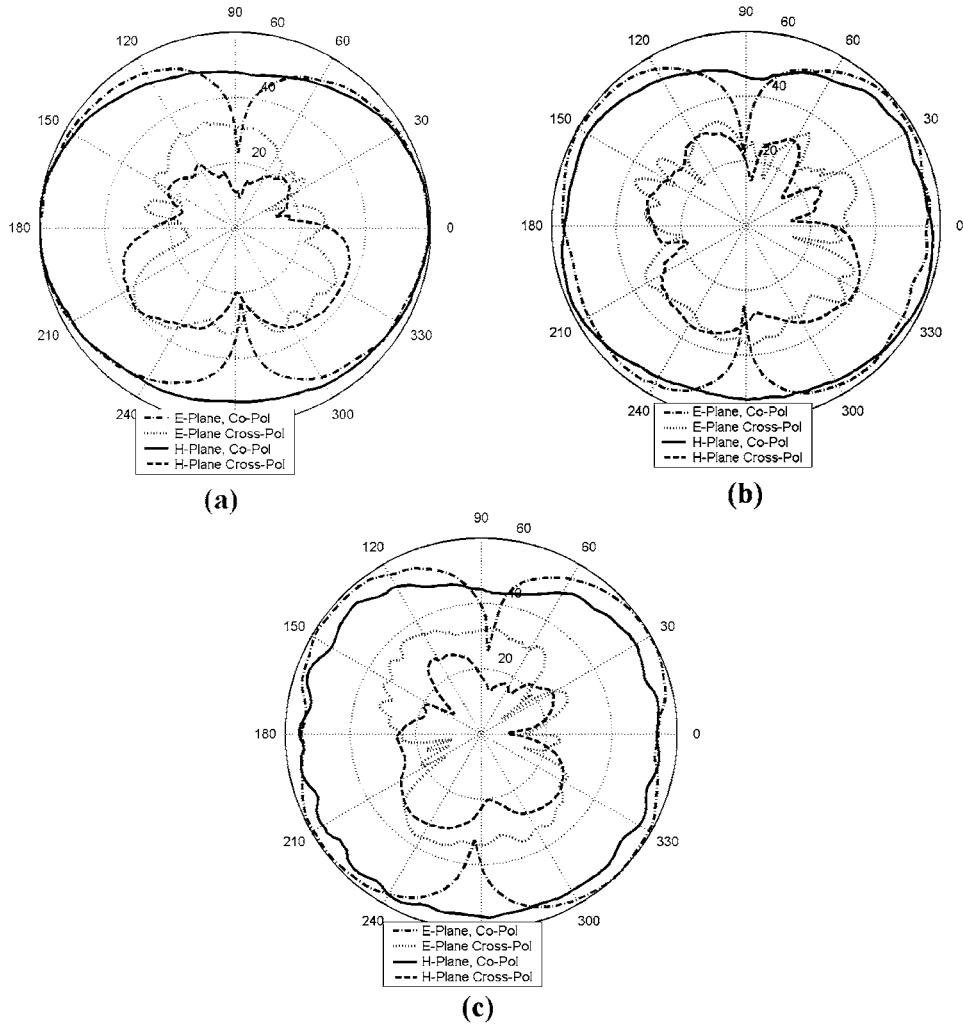 90
60
120
60
40
150
30
20
180
0
210
330
240
300
E-Plane, Co-Pol
E-Plane Cross-Pol
H-Plane, Co-Pol
H-Plane Cross-Pol
(a)
90
60
120
60
40
150
30
20
180
0
210
330
240
300
E-Plane, Co-Pol
E-Plane Cross-Pol
H-Plane, Co-Pol
H-Plane Cross-Pol
(b)
90
60
120
60
40
150
30
20
180
0
210
330
240
300
E-Plane, Co-Pol
E-Plane Cross-Pol
H-Plane, Co-Pol
H-Plane Cross-Pol
(c)